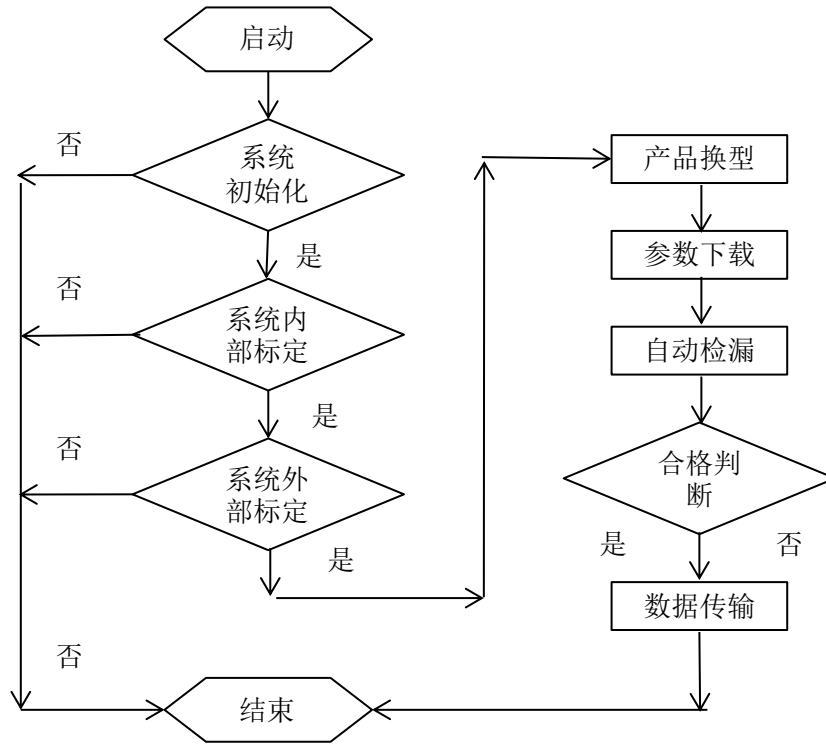 启动
否
系统
初始化
是
否
系统内
部标定
是
否
系统外
部标定
是
否
结束
产品换型
参数下载
自动检漏
合格判
断
是
否
数据传输